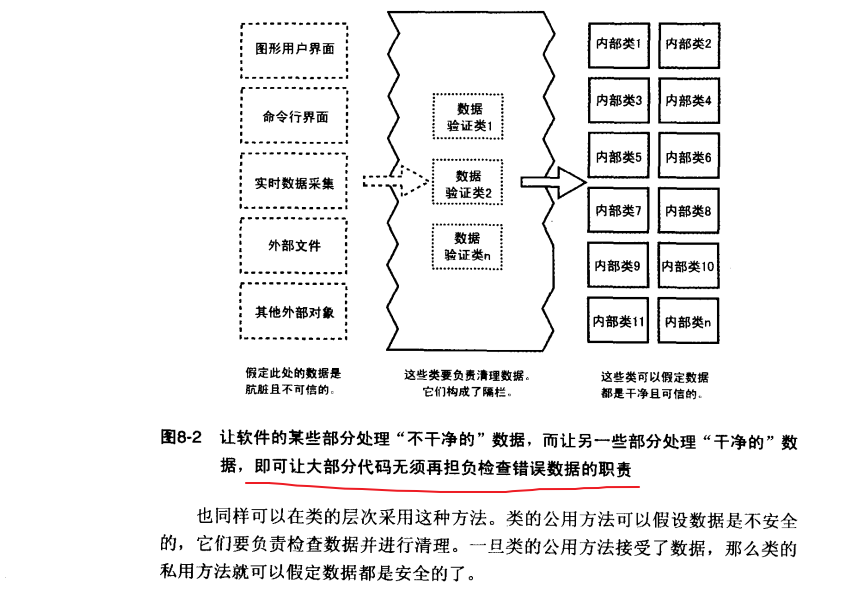 图形用户界面
命令行界面
实时数据采集
外部文件
其他外部对象
数据
验证类1
数据
验证类2
数据
验证类n
内部类1 内部类2
内部类3 内部类4
内部类5 内部类6
内部类7 内部类8
内部类9 内部类10
内部类11 内部类n
假定此处的数据是
肮脏且不可信的。
这些类要负责清理数据。
它们构成了隔栏。
这些类可以假定数据
都是干净且可信的。
图8-2 让软件的某些部分处理“不干净的”数据，而让另一些部分处理“干净的”数
据，即可让大部分代码无须再担负检查错误数据的职责
也同样可以在类的层次采用这种方法。类的公用方法可以假设数据是不安全
的，它们要负责检查数据并进行清理。一旦类的公用方法接受了数据，那么类的
私用方法就可以假定数据都是安全的了。